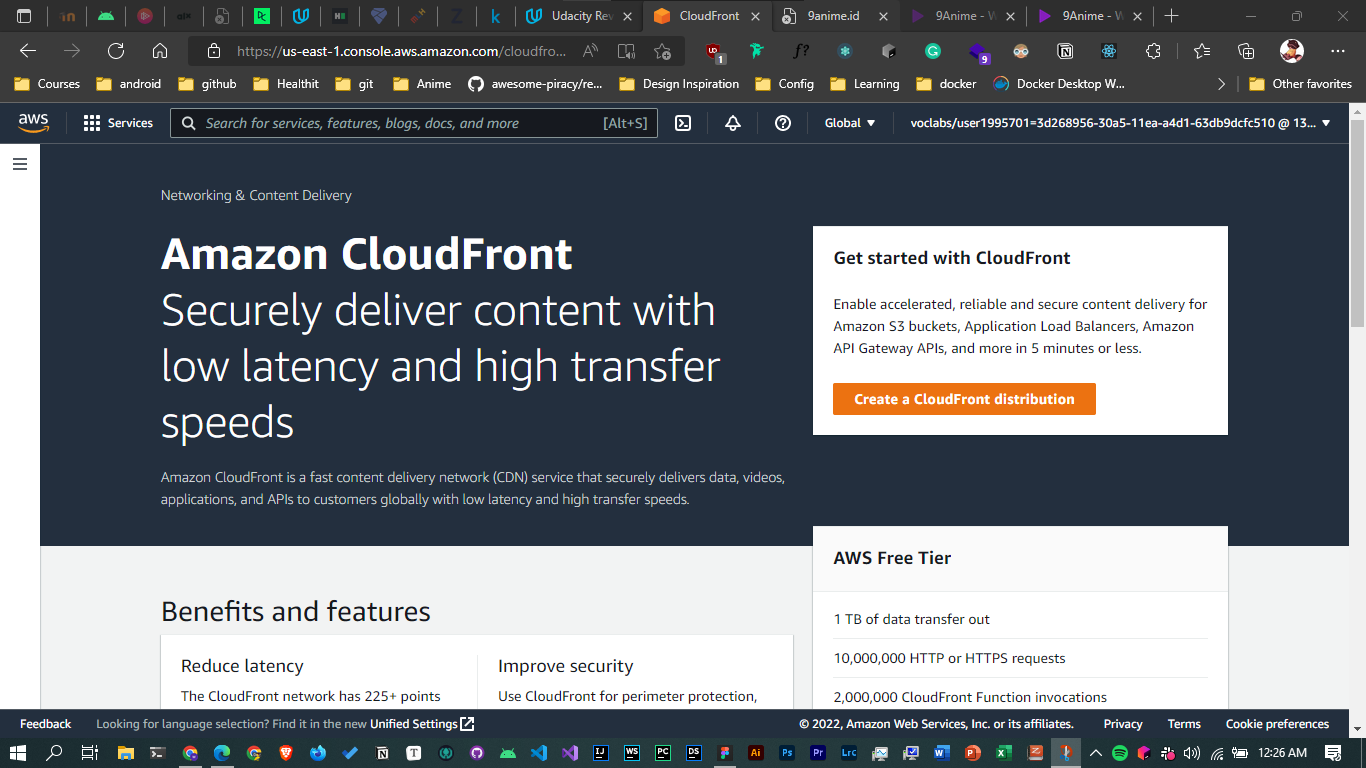 Udacity Rev
CloudFront
9anime.id
9Anime - W
9Anime - W
https://us-east-1.console.aws.amazon.com/cloudfro...
1
f?
9
Courses
android
github
Healthit
git
Anime
awesome-piracy/re...
Design Inspiration
Config
Learning
docker
Docker Desktop W...
Other favorites
aws
Services
Search for services, features, blogs, docs, and more
[Alt+S]
Global
voclabs/user1995701=3d268956-30a5-11ea-a4d1-63db9dcfc510 @ 13...
Networking & Content Delivery
Amazon CloudFront
Securely deliver content with
low latency and high transfer
speeds
Amazon CloudFront is a fast content delivery network (CDN) service that securely delivers data, videos,
applications, and APIs to customers globally with low latency and high transfer speeds.
Get started with CloudFront
Enable accelerated, reliable and secure content delivery for
Amazon S3 buckets, Application Load Balancers, Amazon
API Gateway APIs, and more in 5 minutes or less.
Create a CloudFront distribution
AWS Free Tier
1 TB of data transfer out
10,000,000 HTTP or HTTPS requests
2,000,000 CloudFront Function invocations
Benefits and features
Reduce latency
The CloudFront network has 225+ points
Improve security
Use CloudFront for perimeter protection,
Feedback
Looking for language selection? Find it in the new Unified Settings
© 2022, Amazon Web Services, Inc. or its affiliates.
Privacy
Terms
Cookie preferences
12:26 AM